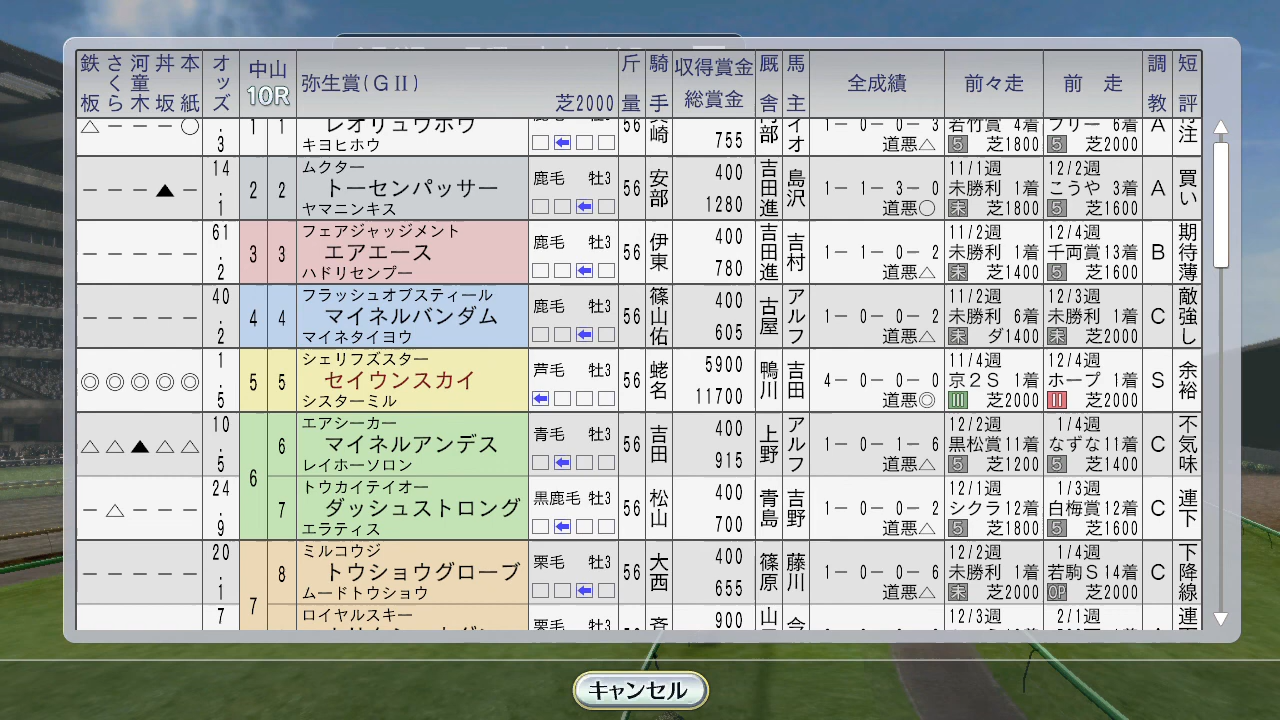 鉄板 さくら 河童木 丼坂 本紙 オッズ 中山10R 弥生賞(GⅡ) 芝2000 斤量 騎手 収得賞金 総賞金 厩舎 馬主 全成績 前々走 前走 調教 短評
△ － － － ○ .3 1 1 レオリュウホウ 56 755 部 イオ 1－0－0－3 若竹賞 4着 フリー 6着 A 注
キヨヒホウ 道悪△ 5 芝1800 5 芝2000
ムクター 400 11/1週 12/2週
－ － － ▲ － 14.1 2 2 トーセンパッサー 鹿毛 牡3 56 安部 吉田進 島沢 1－1－3－0 未勝利 1着 こうや 3着 A 買い
ヤマニンキス 1280 道悪○ 未 芝1800 5 芝1600
フェアジャッジメント 400 11/2週 12/4週
－ － － － － 61.2 3 3 エアエース 鹿毛 牡3 56 伊東 吉田進 吉村 1－1－0－2 未勝利 1着 千両賞13着 B 期待薄
ハドリセンプー 780 道悪△ 未 芝1400 5 芝1600
フラッシュオブスティール 400 11/2週 12/3週
－ － － － － 40.2 4 4 マイネルバンダム 鹿毛 牡3 56 篠山佑 古屋 アルフ 1－0－0－2 未勝利 6着 未勝利 1着 C 敵強し
マイネタイヨウ 605 道悪△ 未 ダ1400 未 芝2000
シェリフズスター 5900 11/4週 12/4週
◎ ◎ ◎ ◎ ◎ 1.5 5 5 セイウンスカイ 芦毛 牡3 56 蛯名 鴨川 吉田 4－0－0－0 京２Ｓ 1着 ホープ 1着 S 余裕
シスターミル 11700 道悪◎ Ⅲ 芝2000 Ⅱ 芝2000
エアシーカー 400 12/2週 1/4週
△ △ ▲ △ △ 10.5 6 6 マイネルアンデス 青毛 牡3 56 吉田 上野 アルフ 1－0－1－6 黒松賞11着 なずな11着 C 不気味
レイホーソロン 915 道悪△ 5 芝1200 5 芝1400
トウカイテイオー 400 12/1週 1/3週
－ △ － － － 24.9 7 ダッシュストロング 黒鹿毛 牡3 56 松山 青島 吉野 1－0－0－2 シクラ12着 白梅賞12着 C 連下
エラティス 700 道悪△ 5 芝1800 5 芝1600
ミルコウジ 400 12/2週 1/4週
－ － － － － 20.1 7 8 トウショウグローブ 栗毛 牡3 56 大西 篠原 藤川 1－0－0－6 未勝利 1着 若駒Ｓ14着 C 下降線
ムードトウショウ 655 道悪△ 未 芝2000 OP 芝2000
7 ロイヤルスキー 栗毛 牡3 900 山 12/3週 2/1週 連
キャンセル